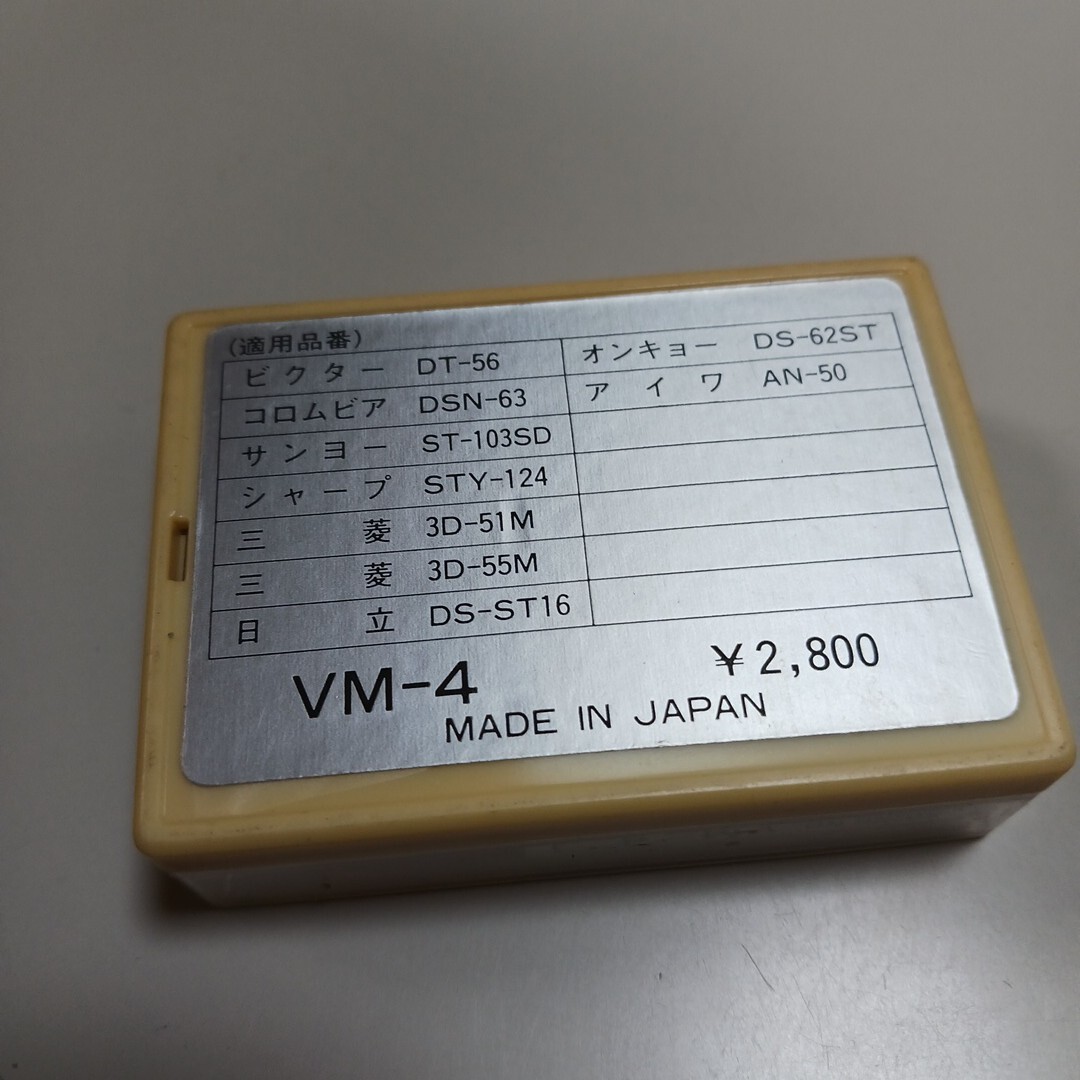 (適用品番)
ビクター DT-56
コロムビア DSN-63
サンヨー ST-103SD
シャープ STY-124
三菱 3D-51M
三菱 3D-55M
日立 DS-ST16
オンキョー DS-62ST
アイワ AN-50
VM-4
¥2,800
MADE IN JAPAN